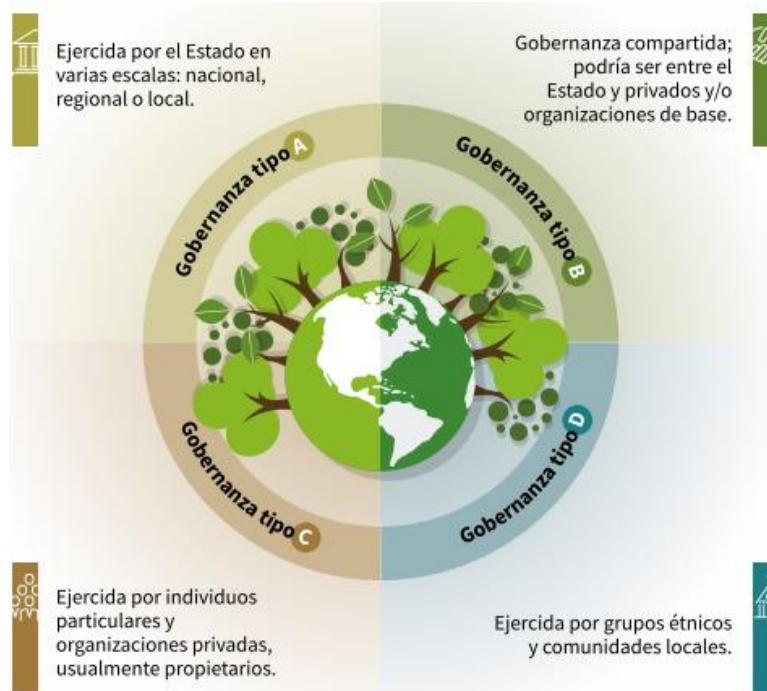 Ejercida por el Estado en
varias escalas: nacional,
regional o local.
Gobernanza compartida;
podría ser entre el
Estado y privados y/o
organizaciones de base.
Gobernanza tipo A
Gobernanza tipo B
Gobernanza tipo C
Gobernanza tipo D
Ejercida por individuos
particulares y
organizaciones privadas,
usualmente propietarios.
Ejercida por grupos étnicos
y comunidades locales.